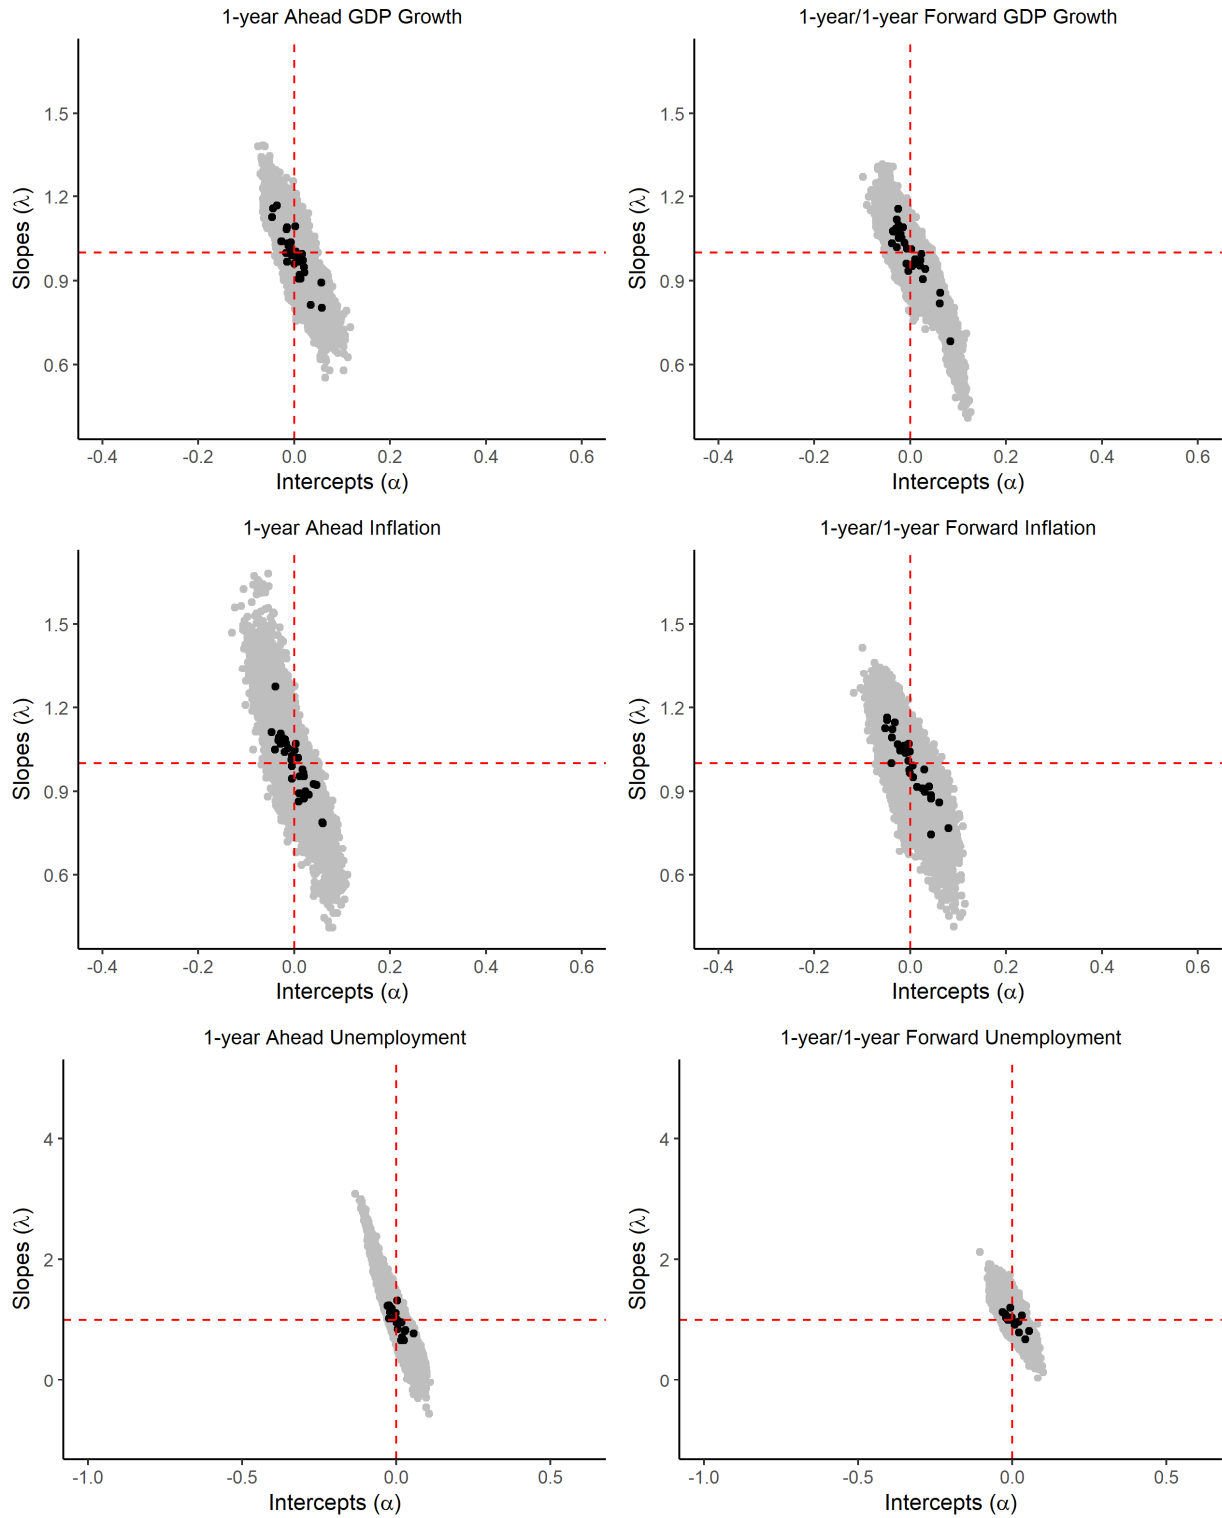 1-year Ahead GDP Growth
1.5
1.2
0.9
0.6
Slopes (λ)
-0.4 -0.2 0.0 0.2 0.4 0.6
Intercepts (α)
1-year/1-year Forward GDP Growth
1.5
1.2
0.9
0.6
Slopes (λ)
-0.4 -0.2 0.0 0.2 0.4 0.6
Intercepts (α)
1-year Ahead Inflation
1.5
1.2
0.9
0.6
Slopes (λ)
-0.4 -0.2 0.0 0.2 0.4 0.6
Intercepts (α)
1-year/1-year Forward Inflation
1.5
1.2
0.9
0.6
Slopes (λ)
-0.4 -0.2 0.0 0.2 0.4 0.6
Intercepts (α)
1-year Ahead Unemployment
4
2
0
Slopes (λ)
-1.0 -0.5 0.0 0.5
Intercepts (α)
1-year/1-year Forward Unemployment
4
2
0
Slopes (λ)
-1.0 -0.5 0.0 0.5
Intercepts (α)